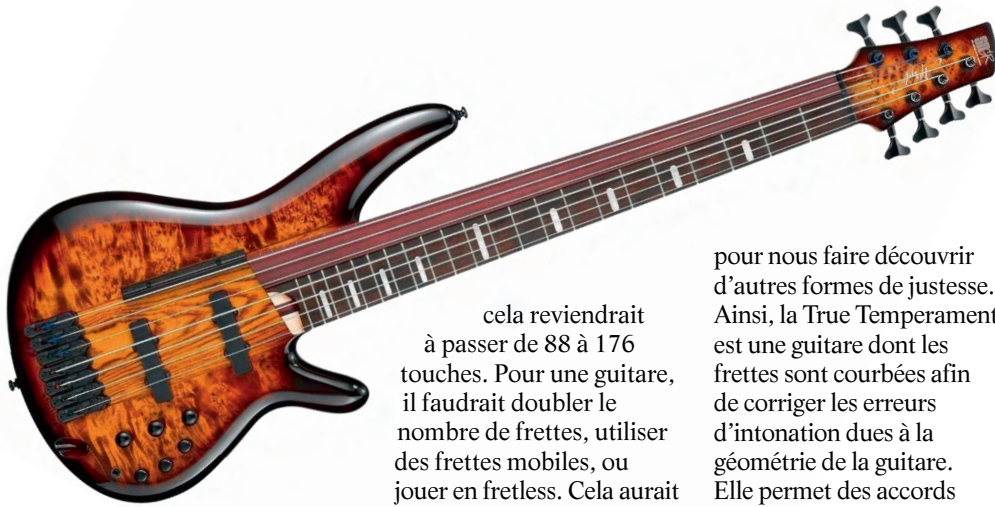 cela reviendrait
à passer de 88 à 176
touches. Pour une guitare,
il faudrait doubler le
nombre de frettes, utiliser
des frettes mobiles, ou
jouer en fretless. Cela aurait
pour nous faire découvrir
d'autres formes de justesse.
Ainsi, la True Temperament
est une guitare dont les
frettes sont courbées afin
de corriger les erreurs
d'intonation dues à la
géométrie de la guitare.
Elle permet des accords